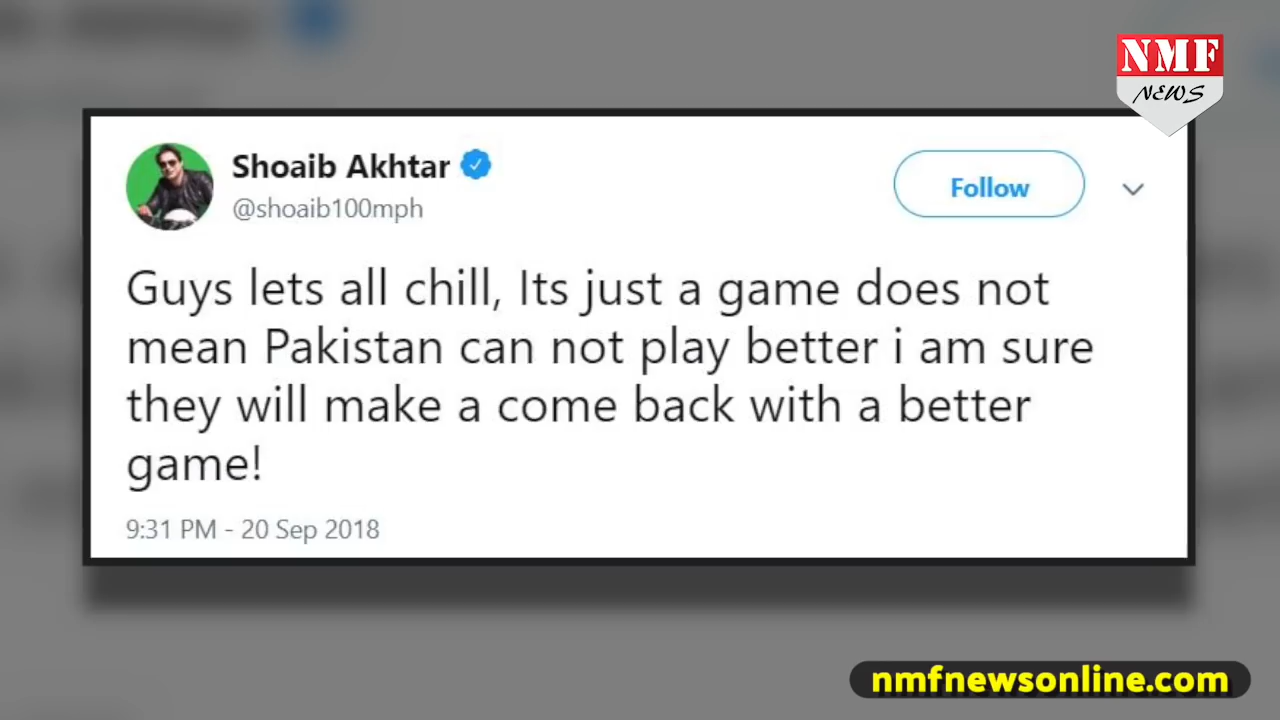 NMF
NEWS
Shoaib Akhtar
@shoaib100mph
Follow
Guys lets all chill, Its just a game does not
mean Pakistan can not play better i am sure
they will make a come back with a better
game!
9:31 PM - 20 Sep 2018
nmfnewsonline.com